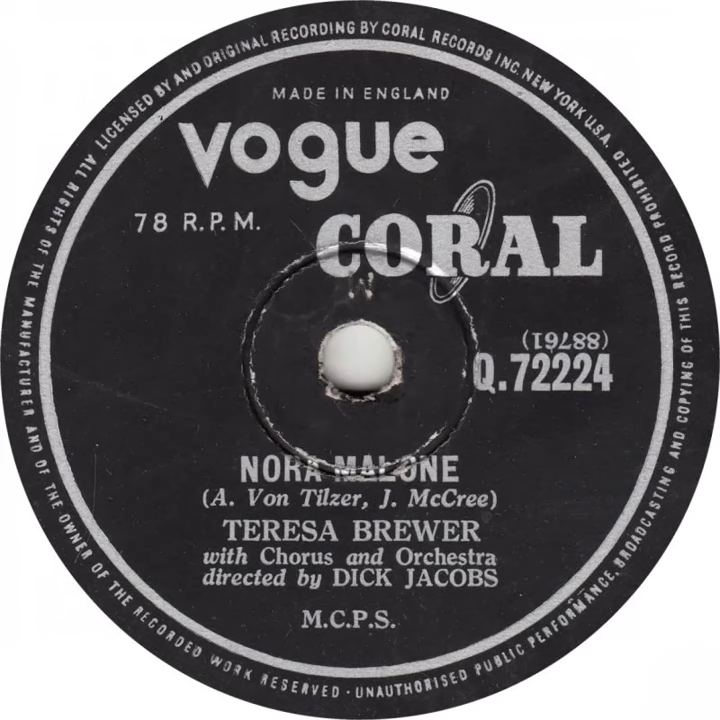 ALL RIGHTS OF THE MANUFACTURER AND OF THE OWNER OF THE RECORDED WORK RESERVED · UNAUTHORISED PUBLIC PERFORMANCE, BROADCASTING AND COPYING OF THIS RECORD PROHIBITED
LICENSED BY AND ORIGINAL RECORDING BY CORAL RECORDS INC. NEW YORK U.S.A.
MADE IN ENGLAND
vogue
78 R.P.M.
CORAL
(88761)
Q.72224
NORA MALONE
(A. Von Tilzer, J. McCree)
TERESA BREWER
with Chorus and Orchestra
directed by DICK JACOBS
M.C.P.S.